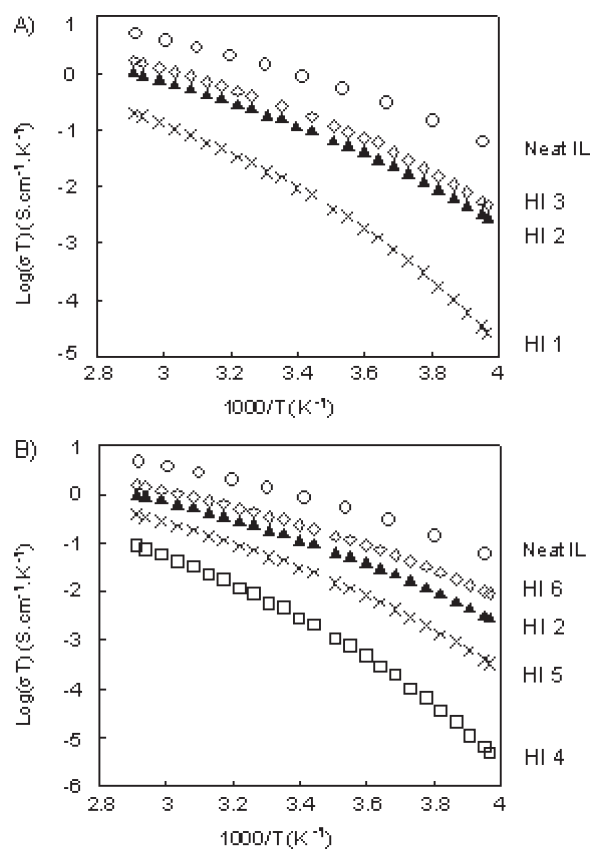 A)
1
0
-1
-2
-3
-4
-5
2.8 3 3.2 3.4 3.6 3.8 4
Log(σT) (S.cm⁻¹.K⁻¹)
1000/T(K⁻¹)
Neat IL
HI 3
HI 2
HI 1
B)
1
0
-1
-2
-3
-4
-5
-6
2.8 3 3.2 3.4 3.6 3.8 4
Log(σT) (S.cm⁻¹.K⁻¹)
1000/T(K⁻¹)
Neat IL
HI 6
HI 2
HI 5
HI 4